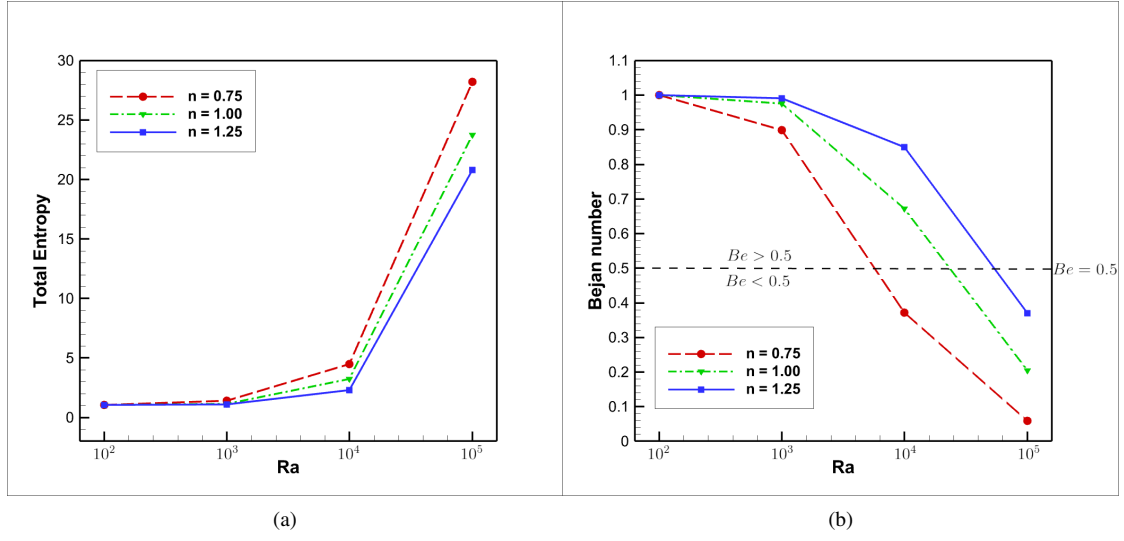 30
25
20
15
10
5
0
Total Entropy
n = 0.75
n = 1.00
n = 1.25
10²
10³
10⁴
10⁵
Ra
(a)
1.1
1
0.9
0.8
0.7
0.6
0.5
0.4
0.3
0.2
0.1
0
Bejan number
Be > 0.5
Be < 0.5
Be = 0.5
n = 0.75
n = 1.00
n = 1.25
10²
10³
10⁴
10⁵
Ra
(b)